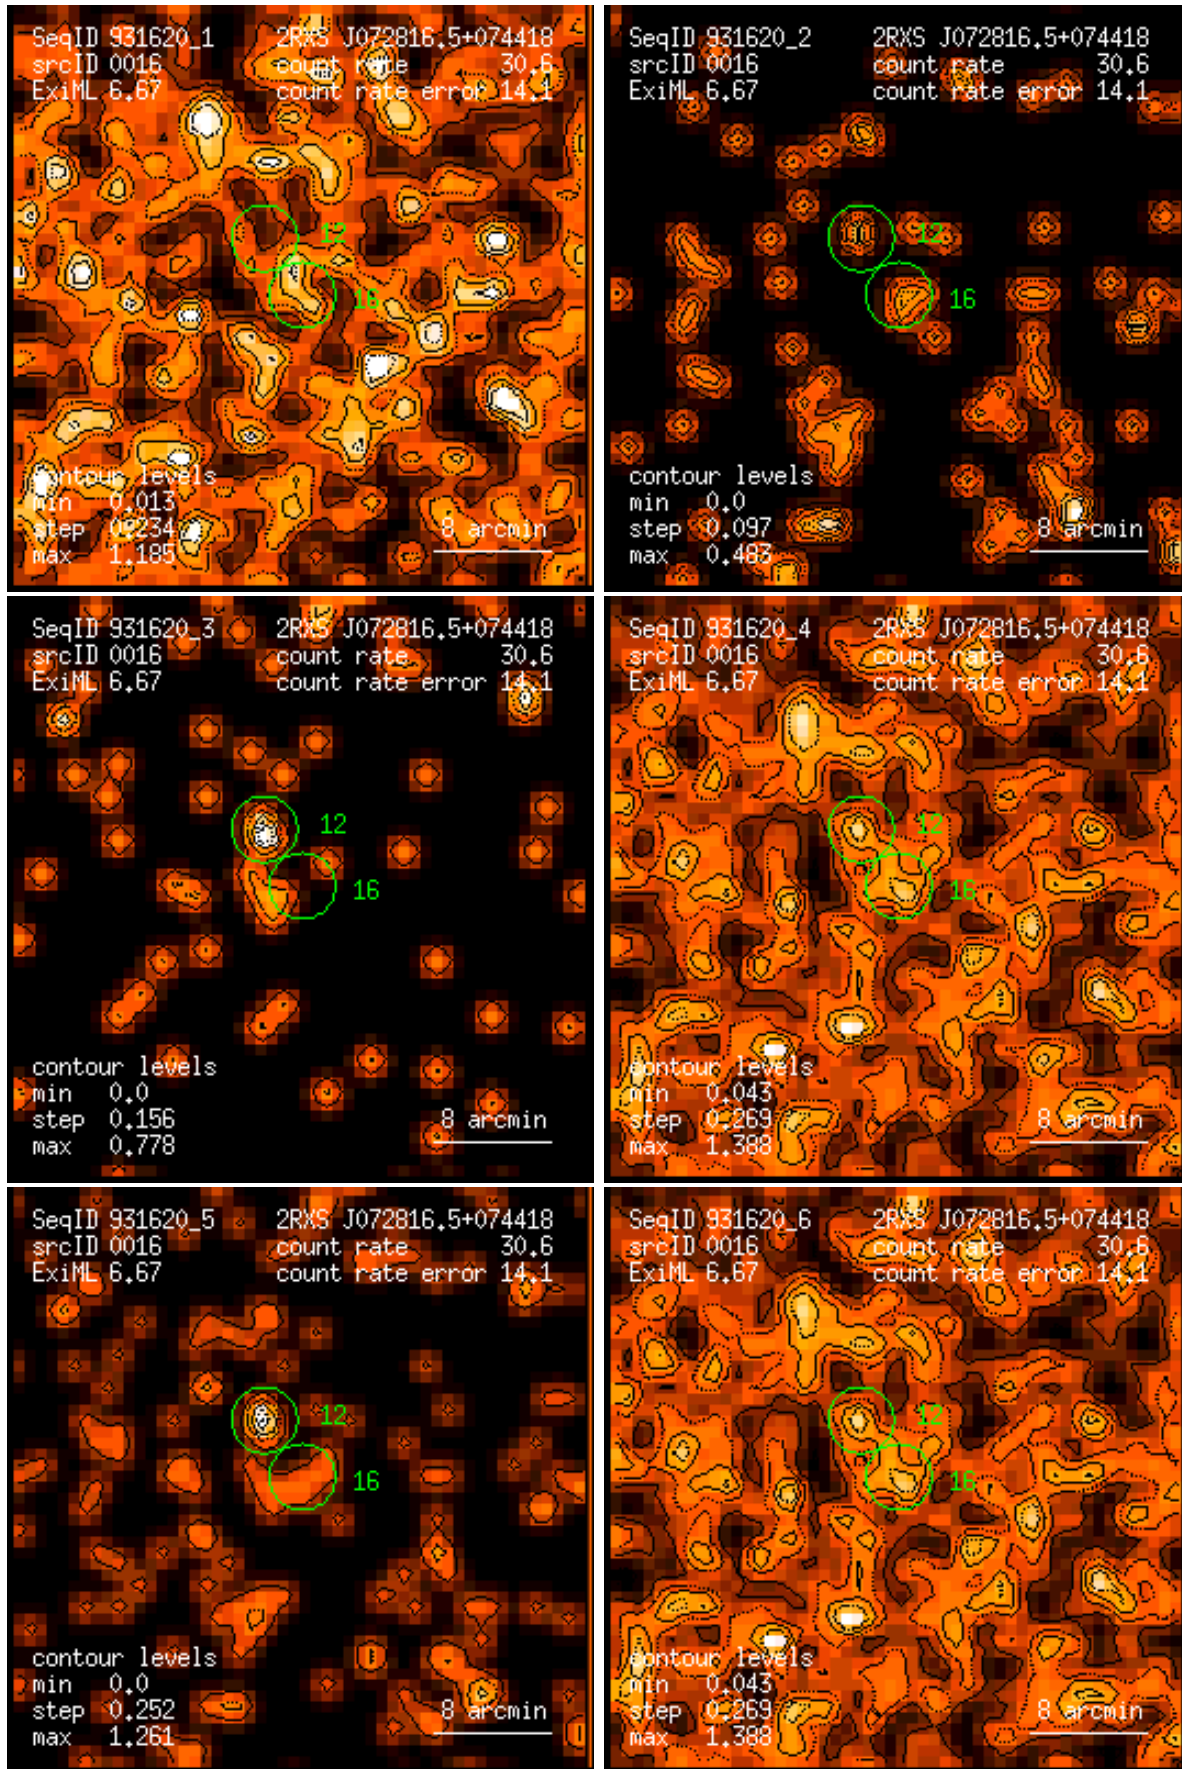 SeqID 931620_1 2RXS J072816.5+074418
srcID 0016 count rate 30.6
ExiML 6.67 count rate error 14.1
12
16
contour levels
min 0.013
step 0.234 8 arcmin
max 1.185
SeqID 931620_2 2RXS J072816.5+074418
srcID 0016 count rate 30.6
ExiML 6.67 count rate error 14.1
12
16
contour levels
min 0.0
step 0.097 8 arcmin
max 0.483
SeqID 931620_3 2RXS J072816.5+074418
srcID 0016 count rate 30.6
ExiML 6.67 count rate error 14.1
12
16
contour levels
min 0.0
step 0.156 8 arcmin
max 0.778
SeqID 931620_4 2RXS J072816.5+074418
srcID 0016 count rate 30.6
ExiML 6.67 count rate error 14.1
12
16
contour levels
min 0.043
step 0.269 8 arcmin
max 1.388
SeqID 931620_5 2RXS J072816.5+074418
srcID 0016 count rate 30.6
ExiML 6.67 count rate error 14.1
12
16
contour levels
min 0.0
step 0.252 8 arcmin
max 1.261
SeqID 931620_6 2RXS J072816.5+074418
srcID 0016 count rate 30.6
ExiML 6.67 count rate error 14.1
12
16
contour levels
min 0.043
step 0.269 8 arcmin
max 1.388